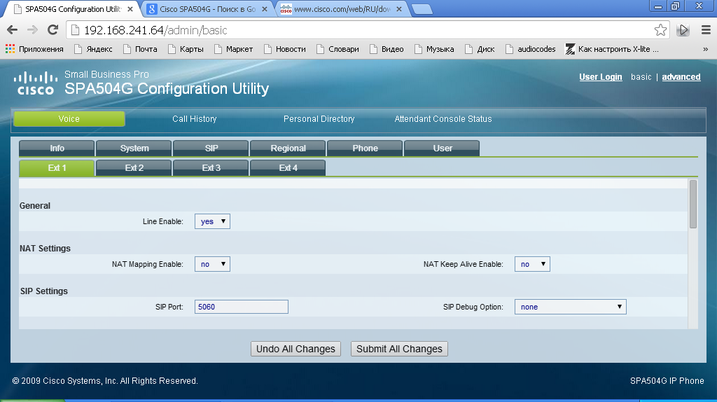 SPA504G Configuration Utilit
Cisco SPA504G - Поиск в Go
www.cisco.com/web/RU/dow
192.168.241.64/admin/basic
Приложения Яндекс Почта Карты Маркет Новости Словари Видео Музыка Диск audiocodes Как настроить X-lite ...
Small Business Pro
cisco SPA504G Configuration Utility
User Login basic | advanced
Voice Call History Personal Directory Attendant Console Status
Info System SIP Regional Phone User
Ext 1 Ext 2 Ext 3 Ext 4
General
Line Enable: yes
NAT Settings
NAT Mapping Enable: no NAT Keep Alive Enable: no
SIP Settings
SIP Port: 5060 SIP Debug Option: none
Undo All Changes Submit All Changes
© 2009 Cisco Systems, Inc. All Rights Reserved. SPA504G IP Phone